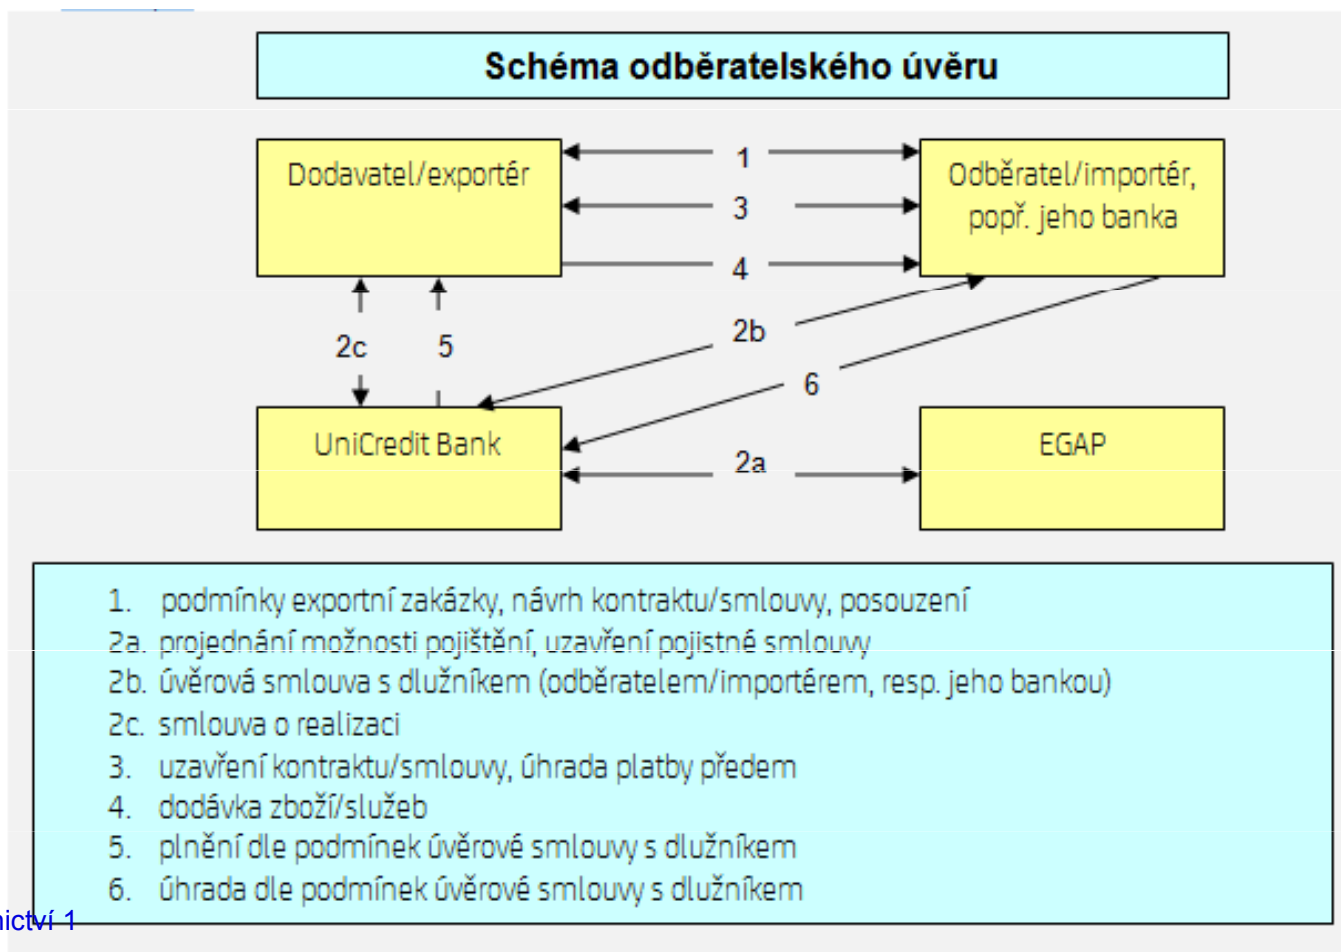 Schéma odběratelského úvěru
Dodavatel/exportér
1
3
4
Odběratel/importér,
popř. jeho banka
2c
5
2b
6
UniCredit Bank
2a
EGAP
1. podmínky exportní zakázky, návrh kontraktu/smlouvy, posouzení
2a. projednání možnosti pojištění, uzavření pojistné smlouvy
2b. úvěrová smlouva s dlužníkem (odběratelem/importérem, resp. jeho bankou)
2c. smlouva o realizaci
3. uzavření kontraktu/smlouvy, úhrada platby předem
4. dodávka zboží/služeb
5. plnění dle podmínek úvěrové smlouvy s dlužníkem
6. úhrada dle podmínek úvěrové smlouvy s dlužníkem
nictví 1